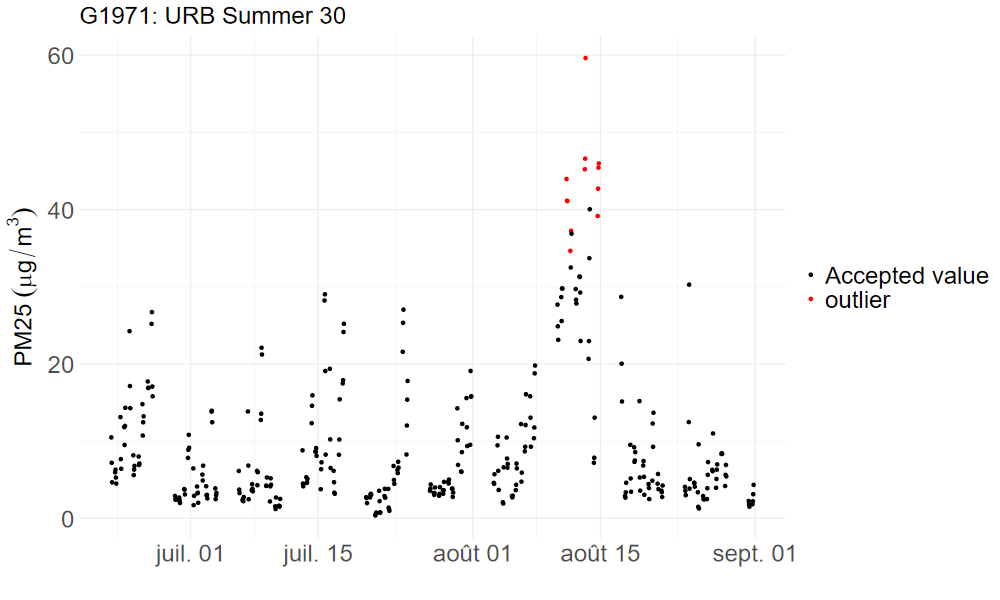 G1971: URB Summer 30
60
40
20
0
PM25 (μg/m³)
juil. 01
juil. 15
août 01
août 15
sept. 01
Accepted value
outlier